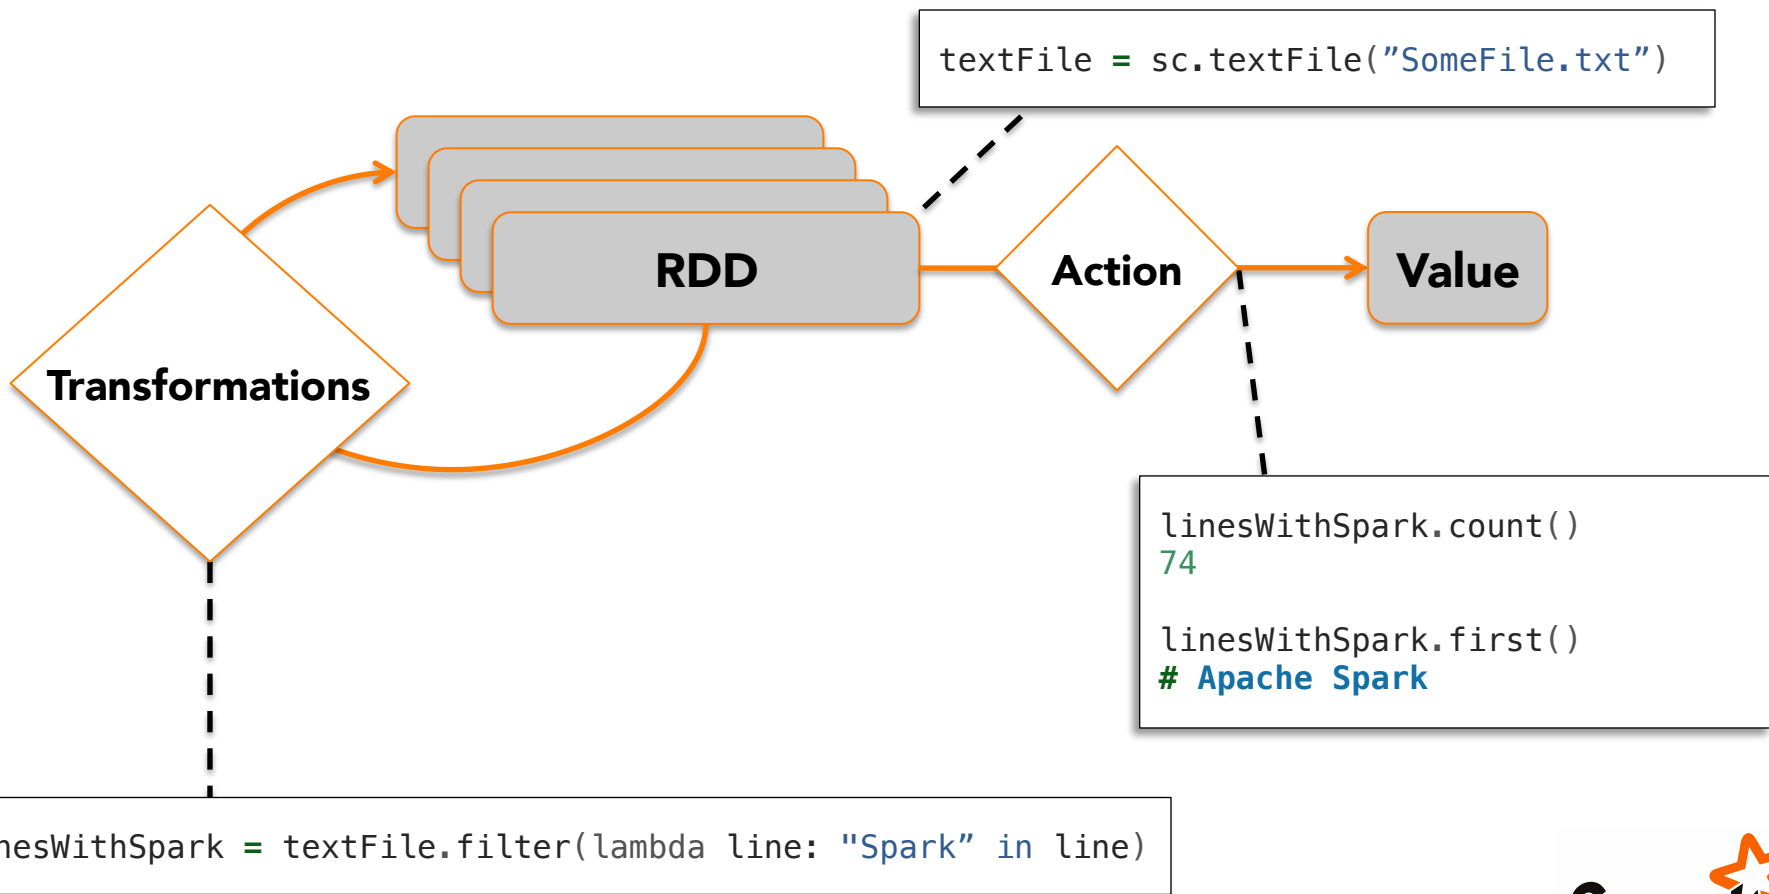 textFile = sc.textFile(”SomeFile.txt”)
RDD
Action
Value
Transformations
linesWithSpark.count()
74
linesWithSpark.first()
# Apache Spark
nesWithSpark = textFile.filter(lambda line: "Spark” in line)